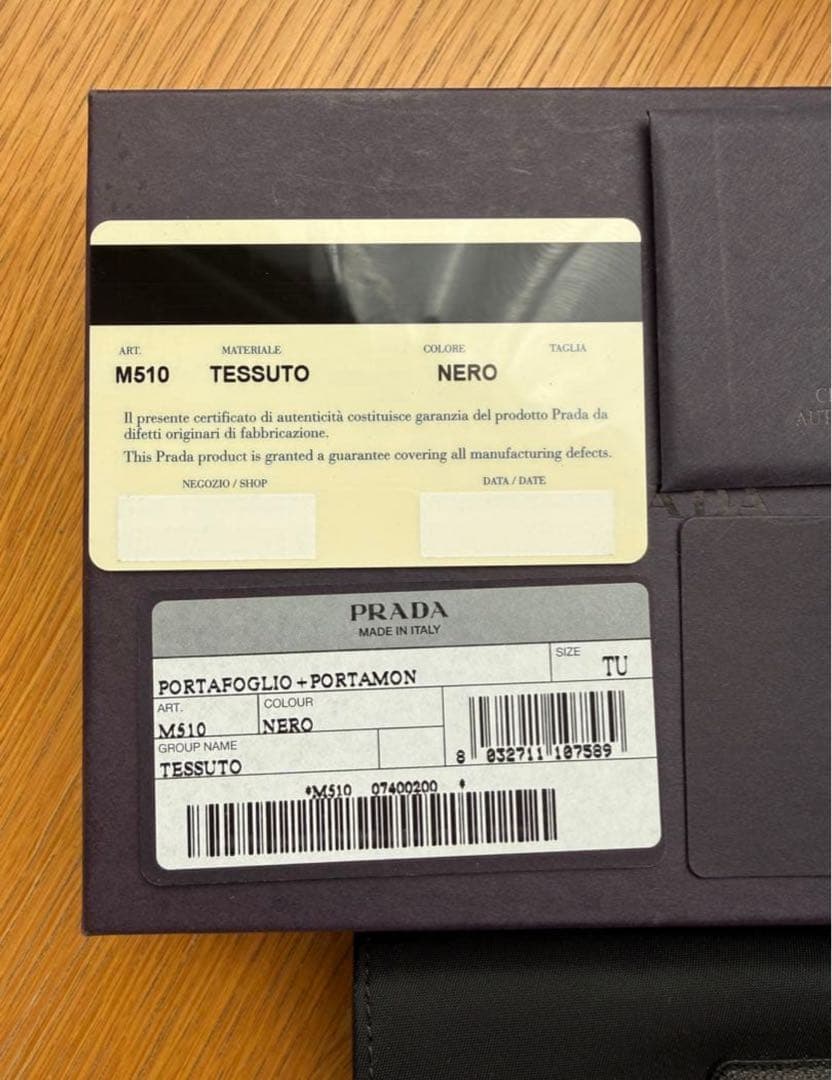 ART. MATERIALE COLORE TAGLIA
M510 TESSUTO NERO
Il presente certificato di autenticità costituisce garanzia del prodotto Prada da
difetti originari di fabbricazione.
This Prada product is granted a guarantee covering all manufacturing defects.
NEGOZIO / SHOP DATA / DATE
PRADA
MADE IN ITALY
PORTAFOGLIO+PORTAMON
SIZE
TU
ART.
M510
COLOUR
NERO
GROUP NAME
TESSUTO
8 032711 107589
*M510 07400200 *